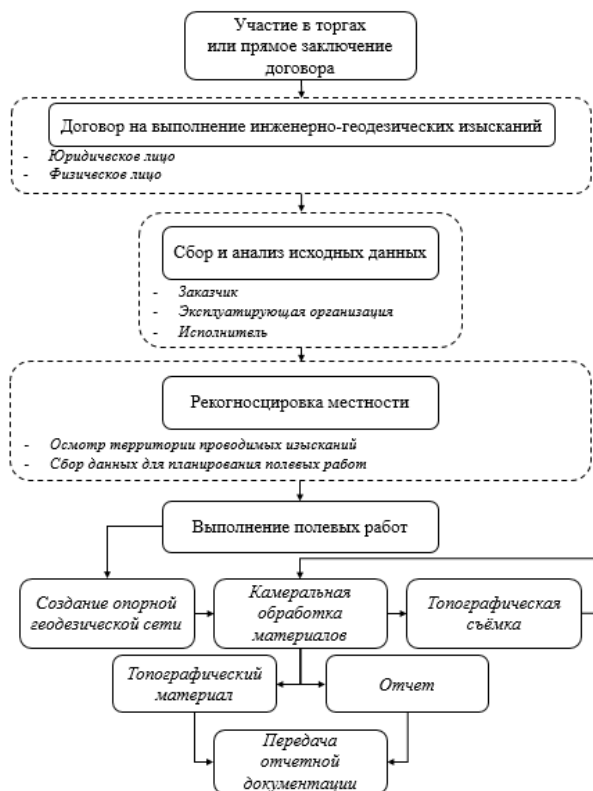 Участие в торгах
или прямое заключение
договора
Договор на выполнение инженерно-геодезических изысканий
- Юридическое лицо
- Физическое лицо
Сбор и анализ исходных данных
- Заказчик
- Эксплуатирующая организация
- Исполнитель
Рекогносцировка местности
- Осмотр территории проводимых изысканий
- Сбор данных для планирования полевых работ
Выполнение полевых работ
Создание опорной
геодезической сети
Камеральная
обработка
материалов
Топографическая
съёмка
Топографический
материал
Отчет
Передача
отчетной
документации